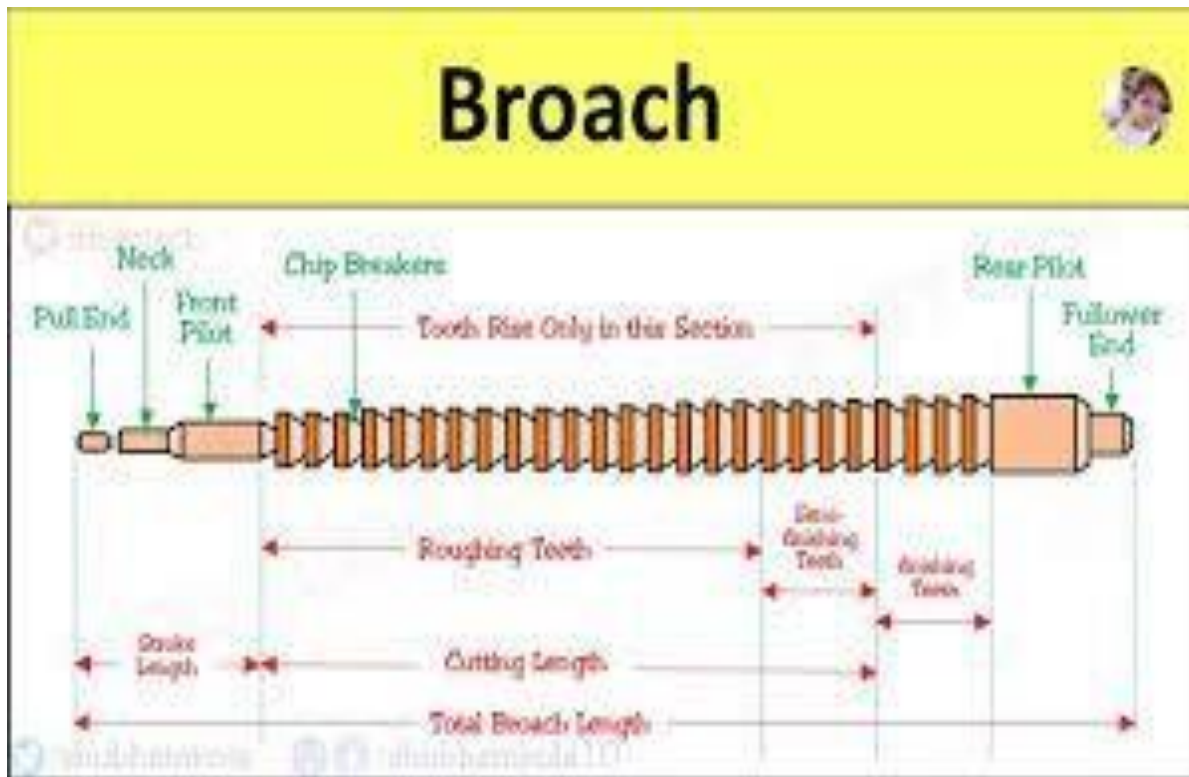 Broach
Neck
Chip Breakers
Rear Pilot
Pull End
Front
Pilot
Tooth Rise Only in this Section
Follower
End
Roughing Teeth
Semi-
finishing
Teeth
finishing
Teeth
Stroke
Length
Cutting Length
Total Broach Length